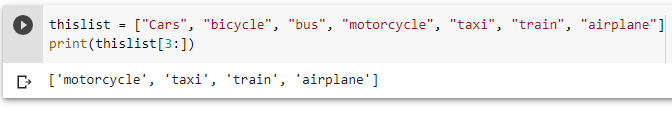 thislist = ["Cars", "bicycle", "bus", "motorcycle", "taxi", "train", "airplane"]
print(thislist[3:])
['motorcycle', 'taxi', 'train', 'airplane']